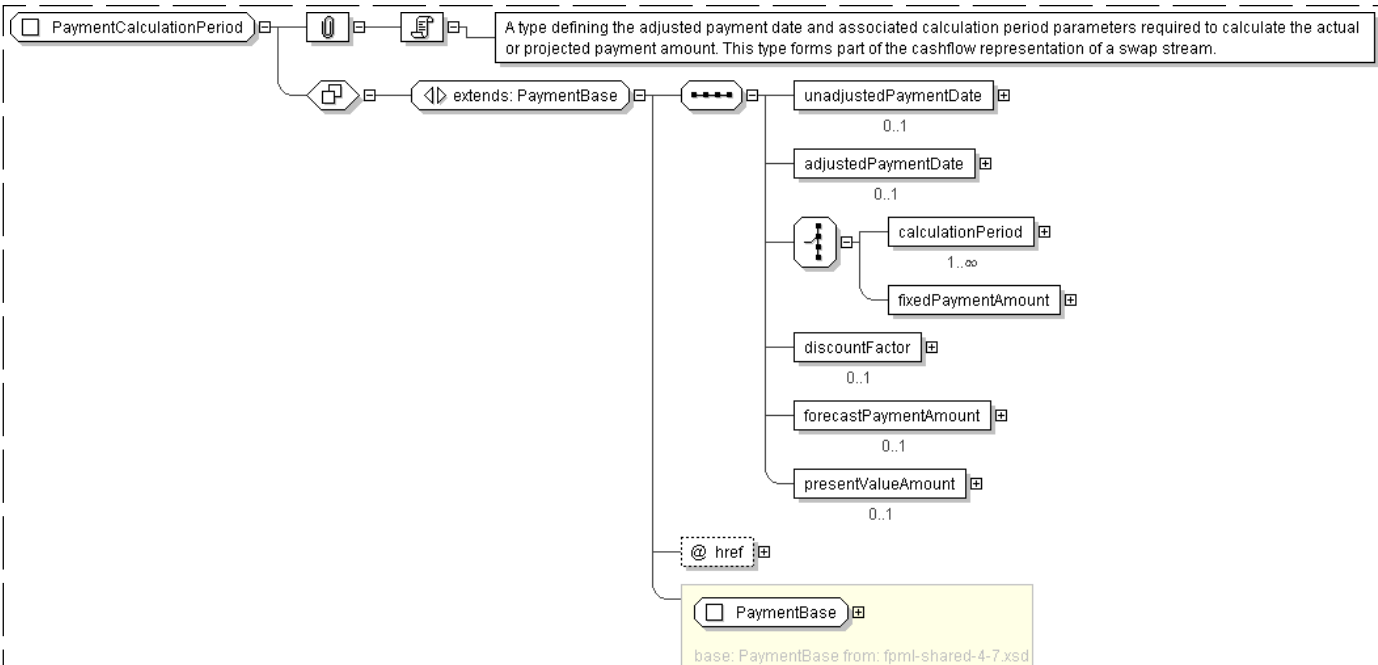 PaymentCalculationPeriod
A type defining the adjusted payment date and associated calculation period parameters required to calculate the actual
or projected payment amount. This type forms part of the cashflow representation of a swap stream.
extends: PaymentBase
unadjustedPaymentDate
0..1
adjustedPaymentDate
0..1
calculationPeriod
1..∞
fixedPaymentAmount
discountFactor
0..1
forecastPaymentAmount
0..1
presentValueAmount
0..1
@ href
PaymentBase
base: PaymentBase from: fpml-shared-4-7.xsd